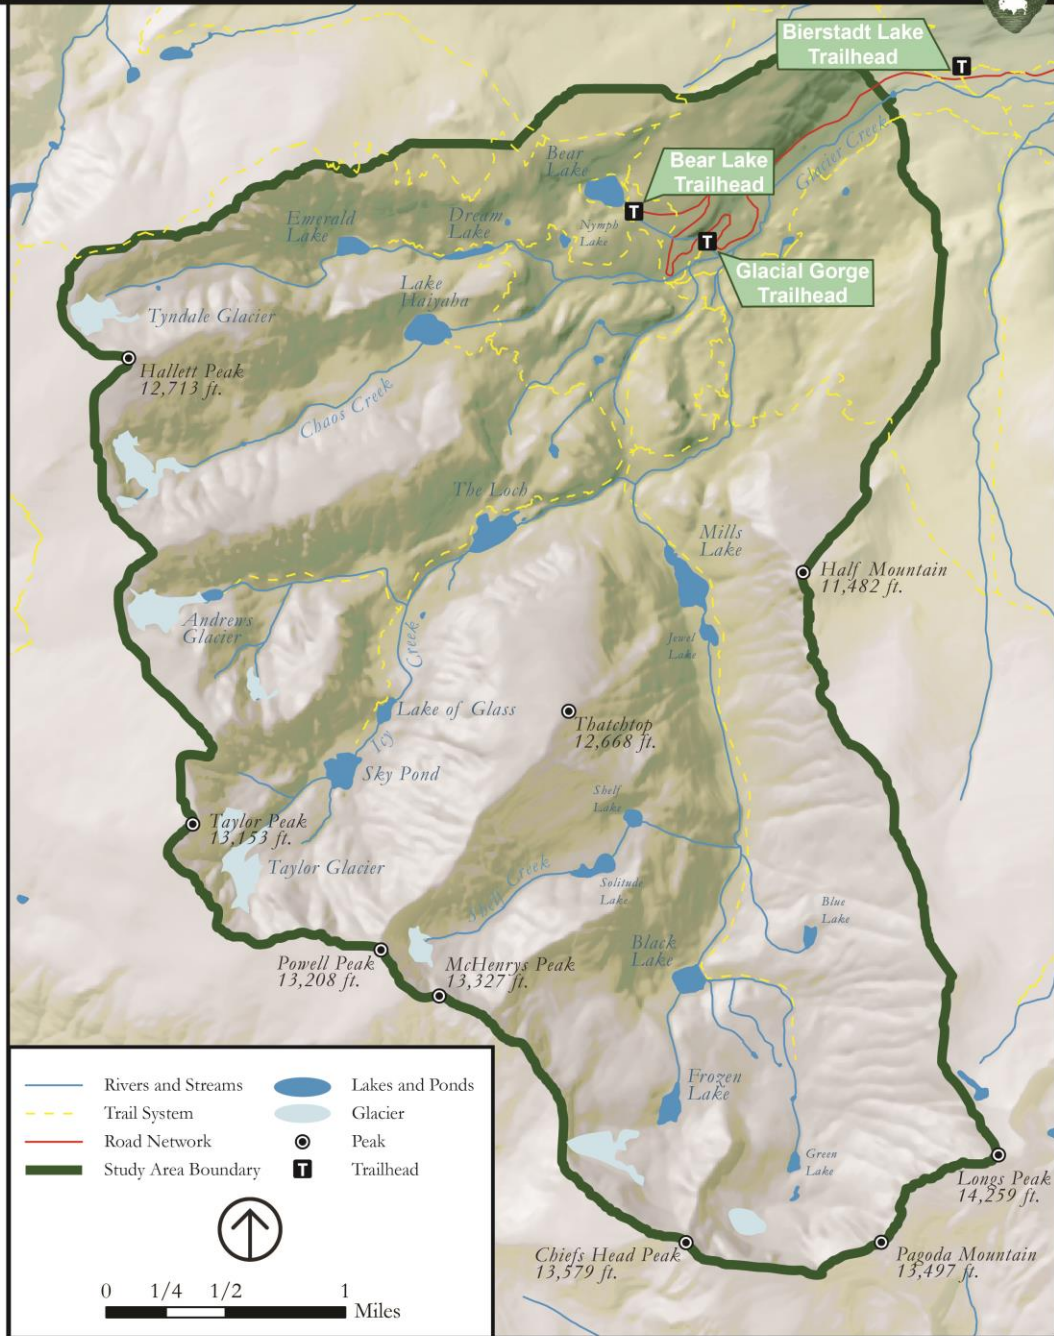 Bierstadt Lake
Trailhead
Bear
Lake
Bear Lake
Trailhead
Glacier Creek
Emerald
Lake
Dream
Lake
Nymph
Lake
Glacial Gorge
Trailhead
Lake
Haiyaha
Tyndale Glacier
Hallett Peak
12,713 ft.
Chaos Creek
The Loch
Mills
Lake
Half Mountain
11,482 ft.
Andrews
Glacier
Jewel
Lake
Icy Creek
Lake of Glass
Thatchtop
12,668 ft.
Sky Pond
Shelf
Lake
Taylor Peak
13,153 ft.
Taylor Glacier
Shelf Creek
Solitude
Lake
Blue
Lake
Black
Lake
Powell Peak
13,208 ft.
McHenrys Peak
13,327 ft.
Frozen
Lake
Green
Lake
Longs Peak
14,259 ft.
Chiefs Head Peak
13,579 ft.
Pagoda Mountain
13,497 ft.
Rivers and Streams
Lakes and Ponds
Trail System
Glacier
Road Network
Peak
Study Area Boundary
T Trailhead
0 1/4 1/2 1
Miles